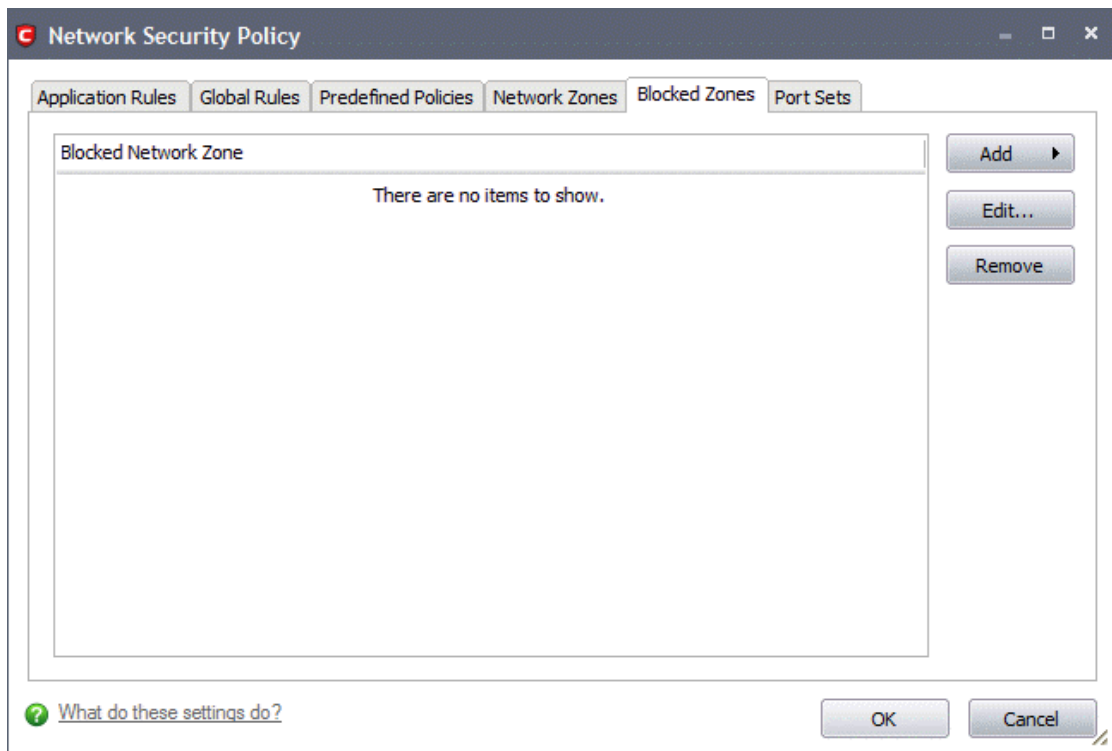 Network Security Policy
Application Rules Global Rules Predefined Policies Network Zones Blocked Zones Port Sets
Blocked Network Zone
There are no items to show.
Add
Edit...
Remove
What do these settings do?
OK Cancel